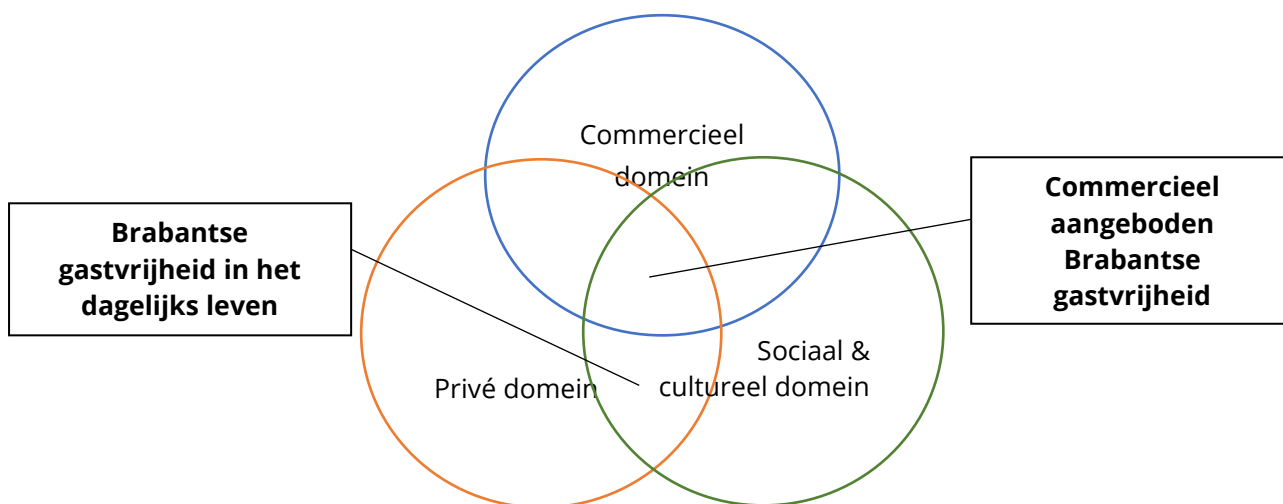 Commercieel
domein
Brabantse
gastvrijheid in het
dagelijks leven
Commercieel
aangeboden
Brabantse
gastvrijheid
Privé domein
Sociaal &
cultureel domein